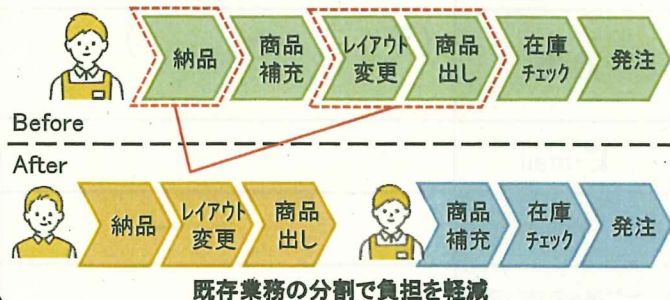 納品
商品
補充
レイアウト
変更
商品
出し
在庫
チェック
発注
Before
After
納品
レイアウト
変更
商品
出し
商品
補充
在庫
チェック
発注
既存業務の分割で負担を軽減